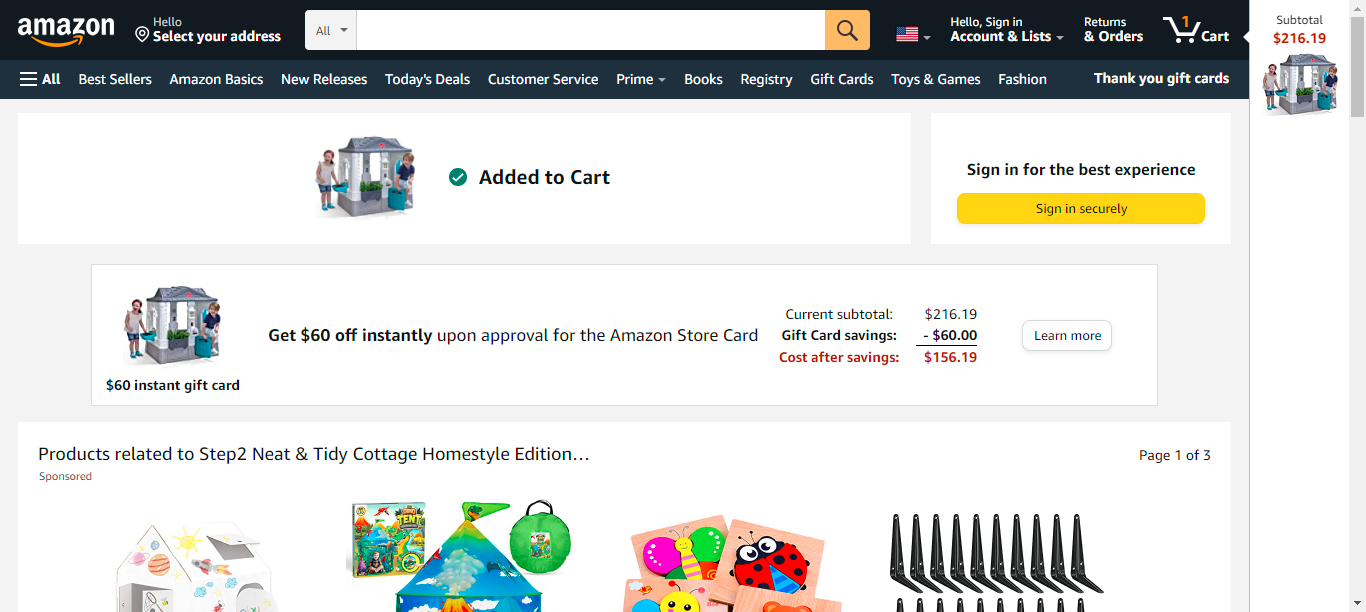 amazon
Hello
Select your address
All
Hello, Sign in
Account & Lists
Returns
& Orders
1
Cart
Subtotal
$216.19
All
Best Sellers
Amazon Basics
New Releases
Today's Deals
Customer Service
Prime
Books
Registry
Gift Cards
Toys & Games
Fashion
Thank you gift cards
Added to Cart
Sign in for the best experience
Sign in securely
$60 instant gift card
Get $60 off instantly upon approval for the Amazon Store Card
Current subtotal: $216.19
Gift Card savings: - $60.00
Cost after savings: $156.19
Learn more
Products related to Step2 Neat & Tidy Cottage Homestyle Edition…
Page 1 of 3
Sponsored
TENT